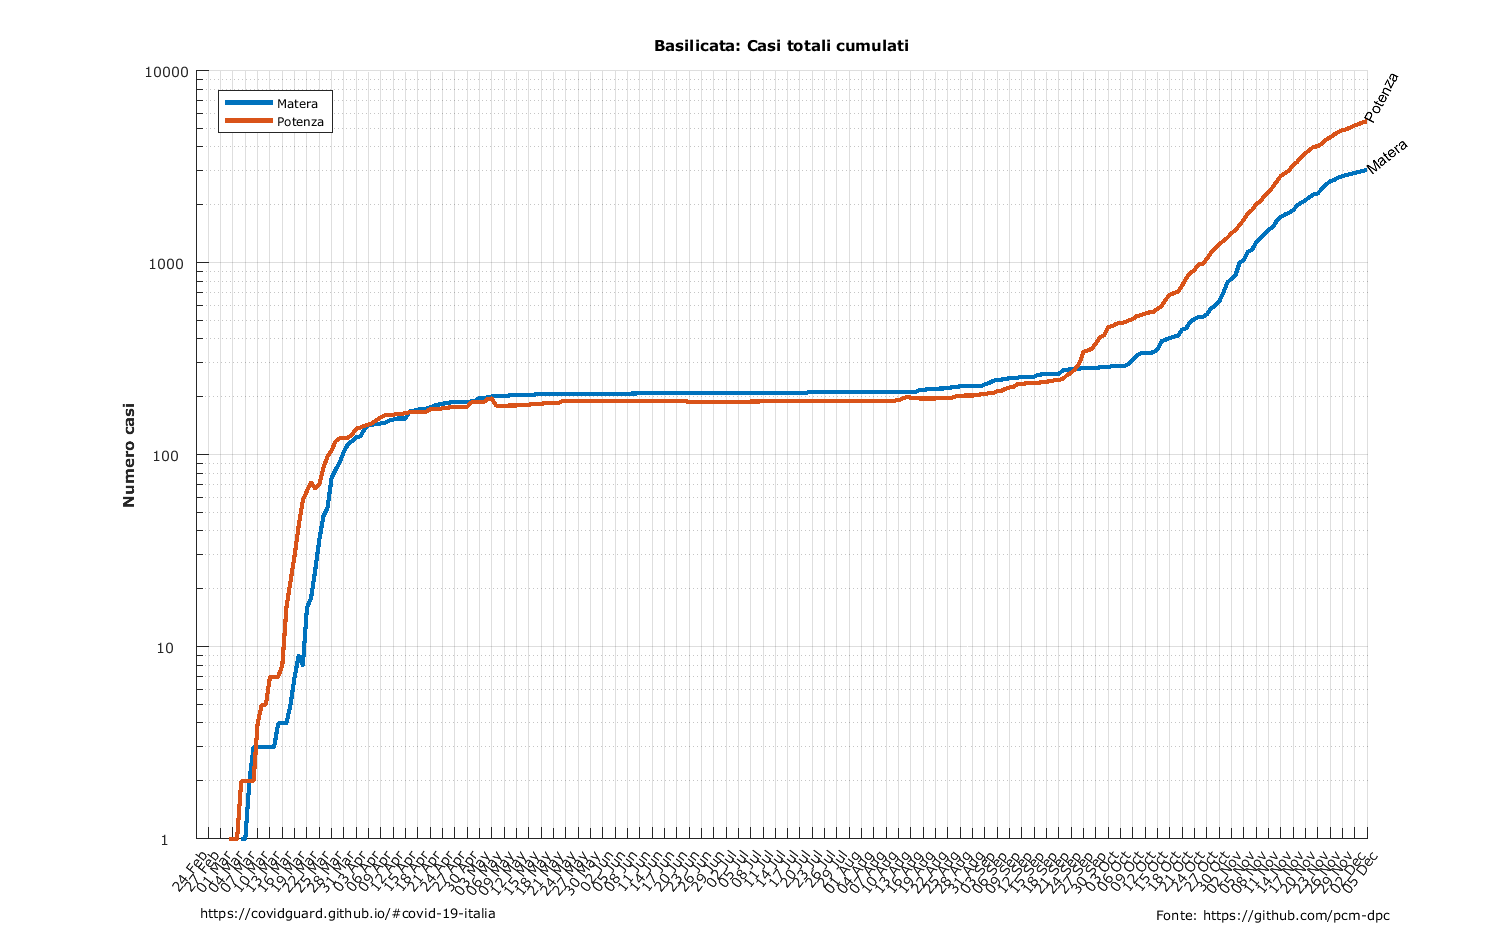 Basilicata: Casi totali cumulati
10000
1000
100
10
1
Numero casi
Matera
Potenza
Potenza
Matera
24 Feb
27 Feb
01 Mar
04 Mar
07 Mar
10 Mar
13 Mar
16 Mar
19 Mar
22 Mar
25 Mar
28 Mar
31 Mar
03 Apr
06 Apr
09 Apr
12 Apr
15 Apr
18 Apr
21 Apr
24 Apr
27 Apr
30 Apr
03 May
06 May
09 May
12 May
15 May
18 May
21 May
24 May
27 May
30 May
02 Jun
05 Jun
08 Jun
11 Jun
14 Jun
17 Jun
20 Jun
23 Jun
26 Jun
29 Jun
02 Jul
05 Jul
08 Jul
11 Jul
14 Jul
17 Jul
20 Jul
23 Jul
26 Jul
29 Jul
01 Aug
04 Aug
07 Aug
10 Aug
13 Aug
16 Aug
19 Aug
22 Aug
25 Aug
28 Aug
31 Aug
03 Sep
06 Sep
09 Sep
12 Sep
15 Sep
18 Sep
21 Sep
24 Sep
27 Sep
30 Sep
03 Oct
06 Oct
09 Oct
12 Oct
15 Oct
18 Oct
21 Oct
24 Oct
27 Oct
30 Oct
02 Nov
05 Nov
08 Nov
11 Nov
14 Nov
17 Nov
20 Nov
23 Nov
26 Nov
29 Nov
02 Dec
05 Dec
https://covidguard.github.io/#covid-19-italia
Fonte: https://github.com/pcm-dpc